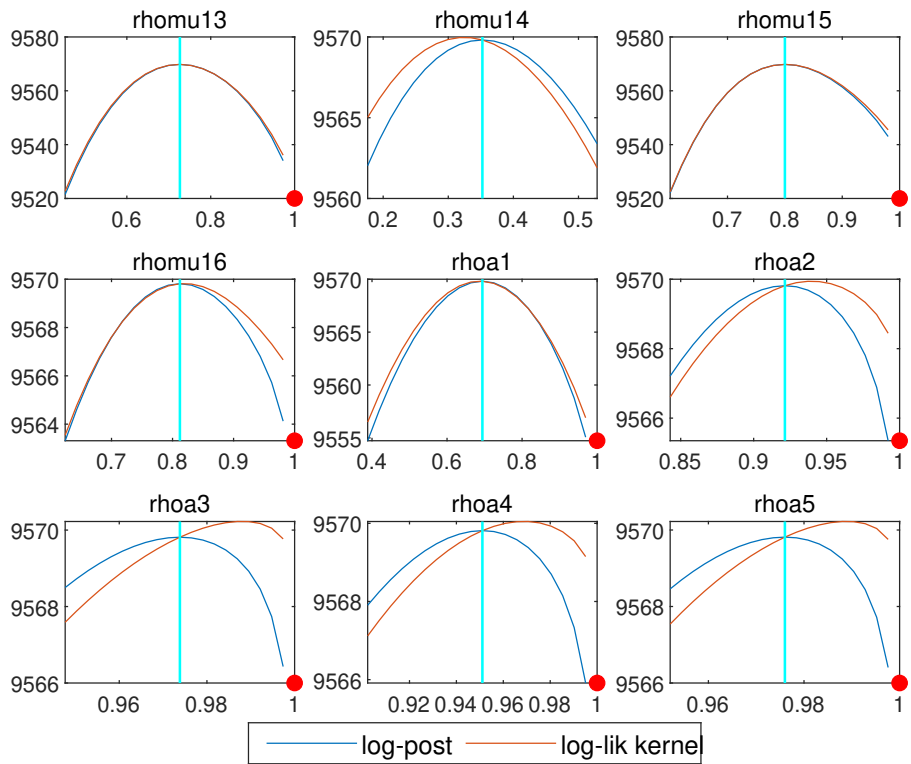 rhomu13 rhomu14 rhomu15
9580 9570 9580
9560 9565 9560
9540 9540
9520 9560 9520
0.6 0.8 1 0.2 0.3 0.4 0.5 0.7 0.8 0.9 1
rhomu16 rhoa1 rhoa2
9570 9570 9570
9568 9565 9568
9566 9560 9566
9564 9555
0.7 0.8 0.9 1 0.4 0.6 0.8 1 0.85 0.9 0.95 1
rhoa3 rhoa4 rhoa5
9570 9570 9570
9568 9568 9568
9566 9566 9566
0.96 0.98 1 0.92 0.94 0.96 0.98 1 0.96 0.98 1
log-post log-lik kernel